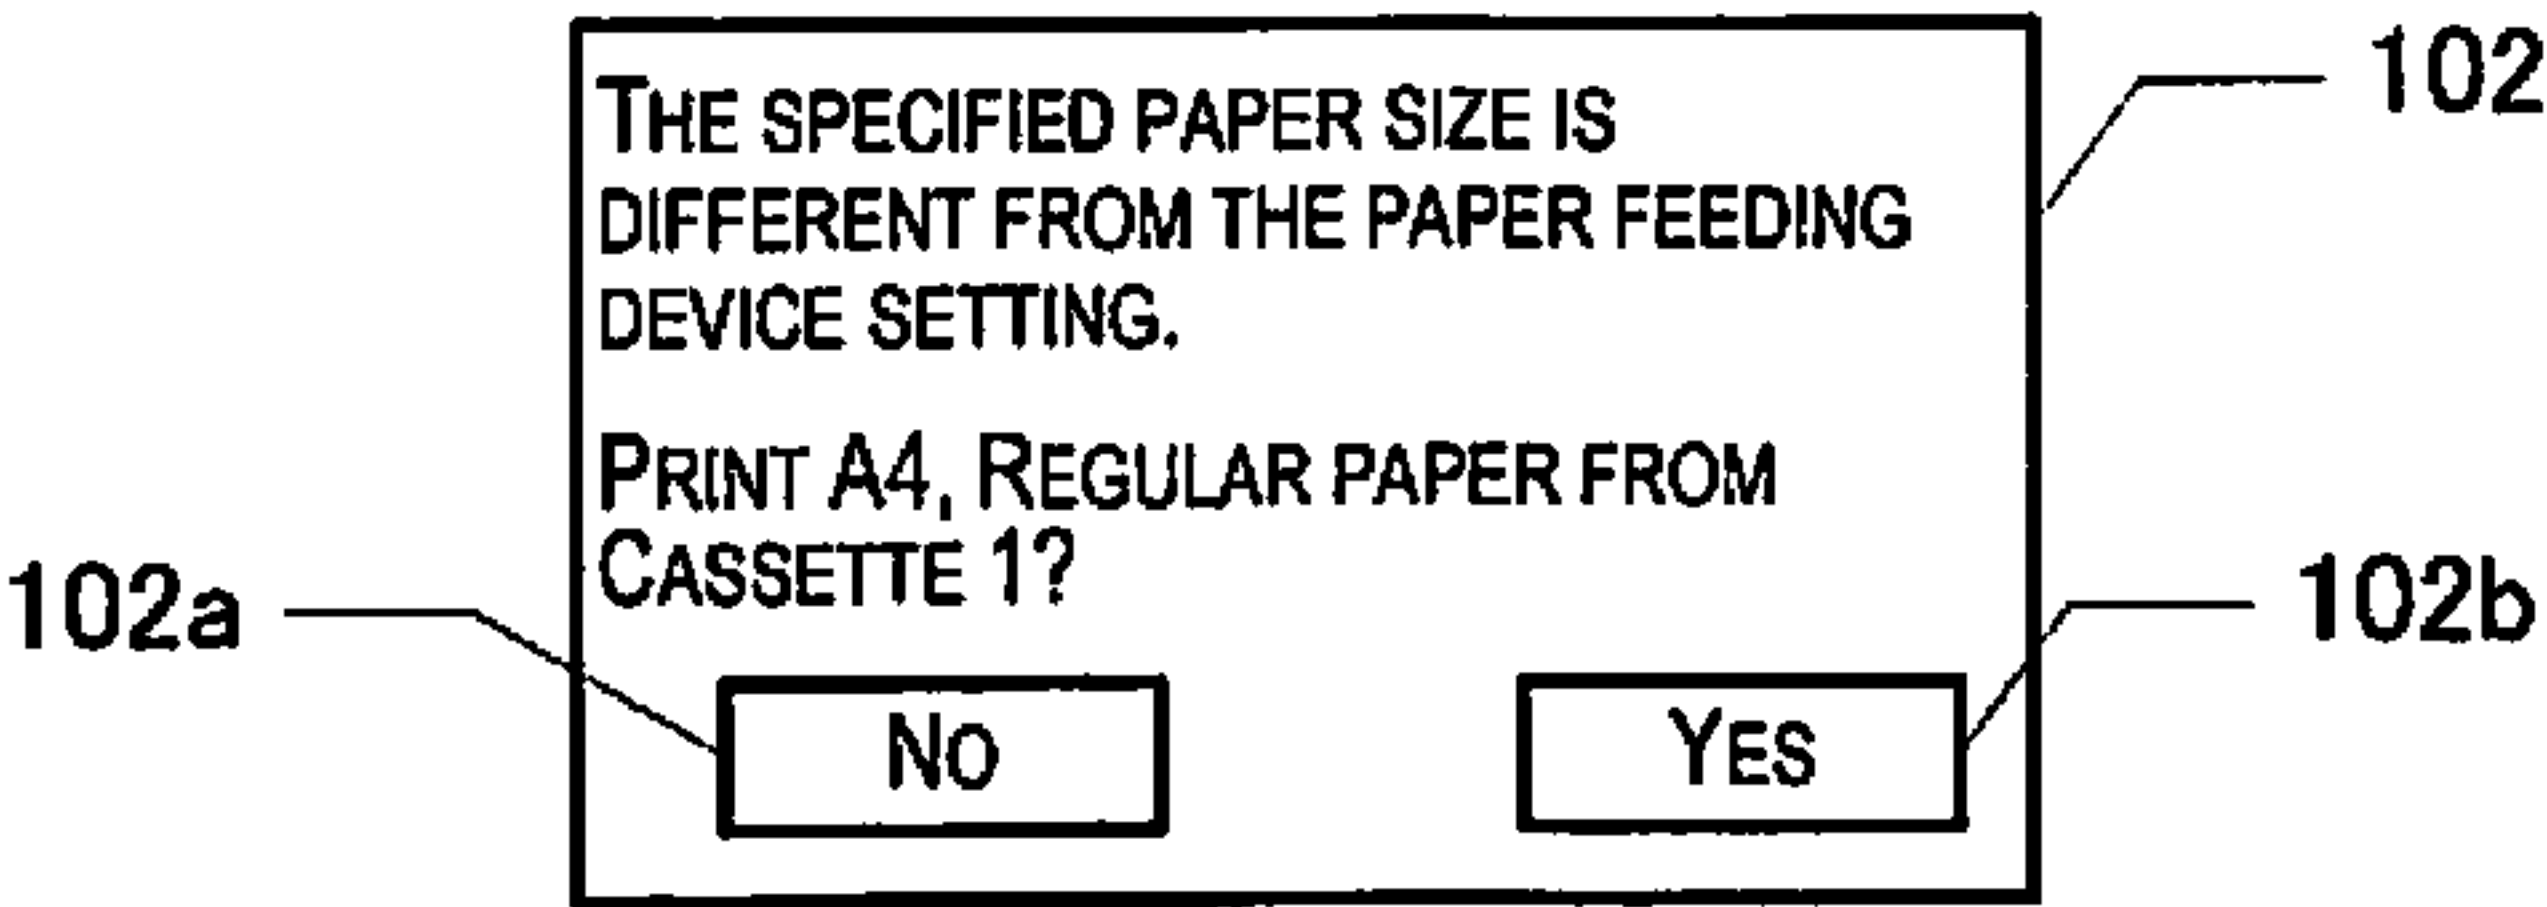 THE SPECIFIED PAPER SIZE IS
DIFFERENT FROM THE PAPER FEEDING
DEVICE SETTING.
PRINT A4, REGULAR PAPER FROM
CASSETTE 1?
NO
YES
102
102a
102b